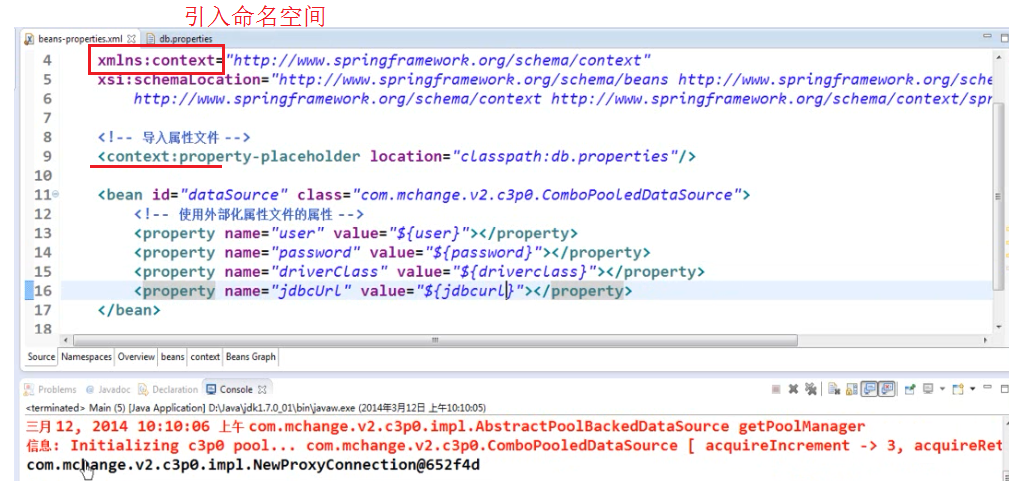 引入命名空间
beans-properties.xml db.properties
4 xmlns:context="http://www.springframework.org/schema/context"
5 xsi:schemaLocation="http://www.springframework.org/schema/beans http://www.springframework.org/sche
6 http://www.springframework.org/schema/context http://www.springframework.org/schema/context/spr
7
8 <!-- 导入属性文件 -->
9 <context:property-placeholder location="classpath:db.properties"/>
10
11 <bean id="dataSource" class="com.mchange.v2.c3p0.ComboPooledDataSource">
12 <!-- 使用外部化属性文件的属性 -->
13 <property name="user" value="${user}"></property>
14 <property name="password" value="${password}"></property>
15 <property name="driverClass" value="${driverclass}"></property>
16 <property name="jdbcUrl" value="${jdbcurl}"></property>
17 </bean>
18
Source Namespaces Overview beans context Beans Graph
Problems @ Javadoc Declaration Console
<terminated> Main (5) [Java Application] D:\Java\jdk1.7.0_01\bin\javaw.exe (2014年3月12日 上午10:10:05)
三月 12, 2014 10:10:06 上午 com.mchange.v2.c3p0.impl.AbstractPoolBackedDataSource getPoolManager
信息: Initializing c3p0 pool... com.mchange.v2.c3p0.ComboPooledDataSource [ acquireIncrement -> 3, acquireRet
com.mchange.v2.c3p0.impl.NewProxyConnection@652f4d